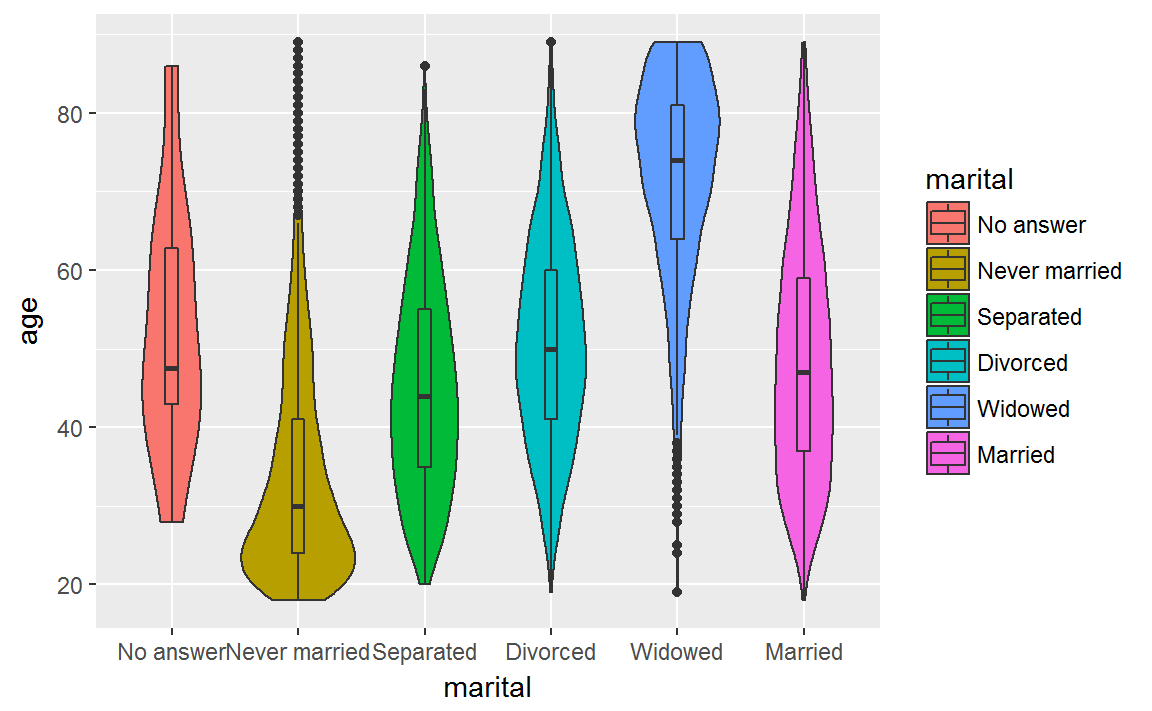 age
80
60
40
20
No answer
Never married
Separated
Divorced
Widowed
Married
marital
marital
No answer
Never married
Separated
Divorced
Widowed
Married